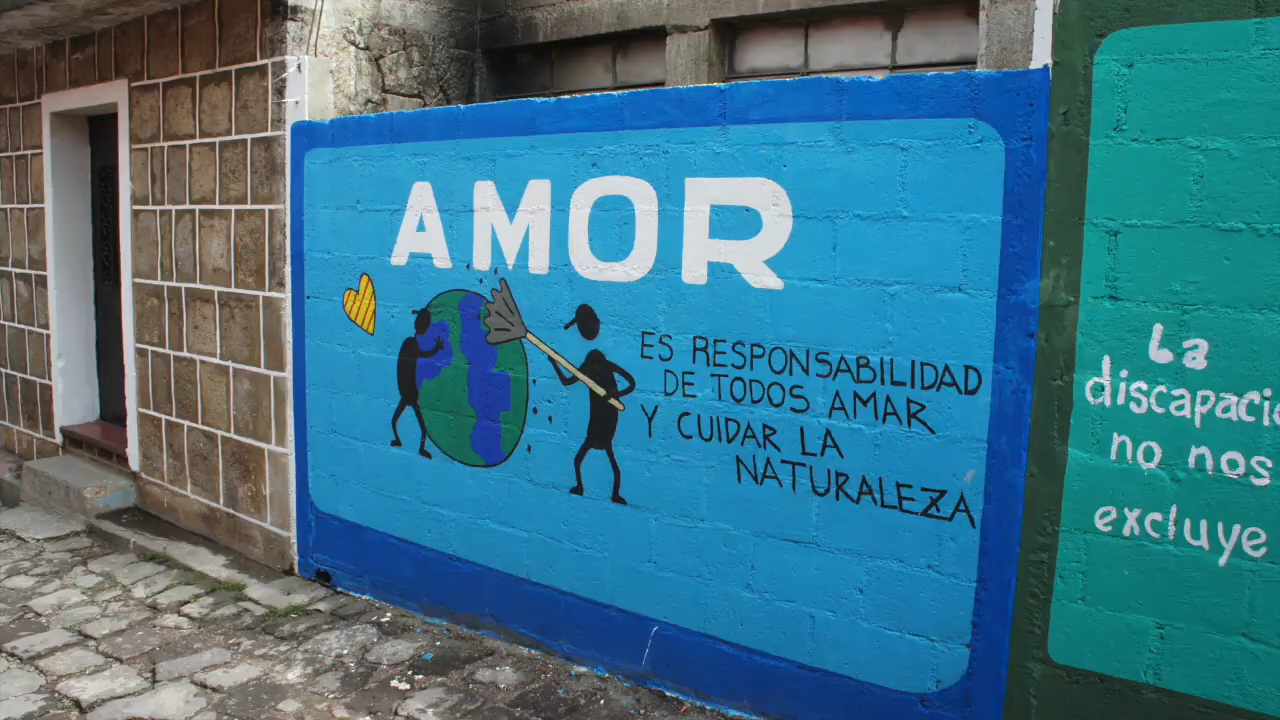 AMOR
ES RESPONSABILIDAD
DE TODOS AMAR
Y CUIDAR LA
NATURALEZA
La
no nos
excluye